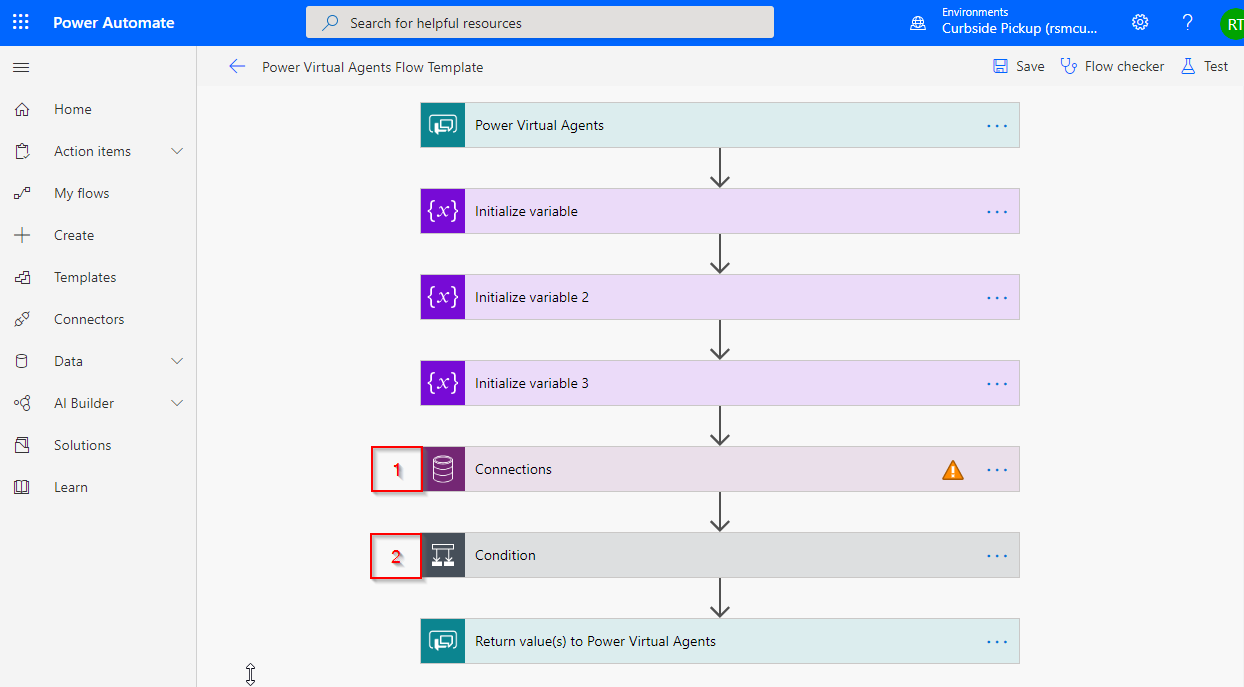 Power Automate
Search for helpful resources
Environments
Curbside Pickup (rsmcu...
?
RT
Power Virtual Agents Flow Template
Save
Flow checker
Test
Home
Action items
My flows
Create
Templates
Connectors
Data
AI Builder
Solutions
Learn
Power Virtual Agents
...
{x}
Initialize variable
...
{x}
Initialize variable 2
...
{x}
Initialize variable 3
...
1
Connections
...
2
Condition
...
Return value(s) to Power Virtual Agents
...